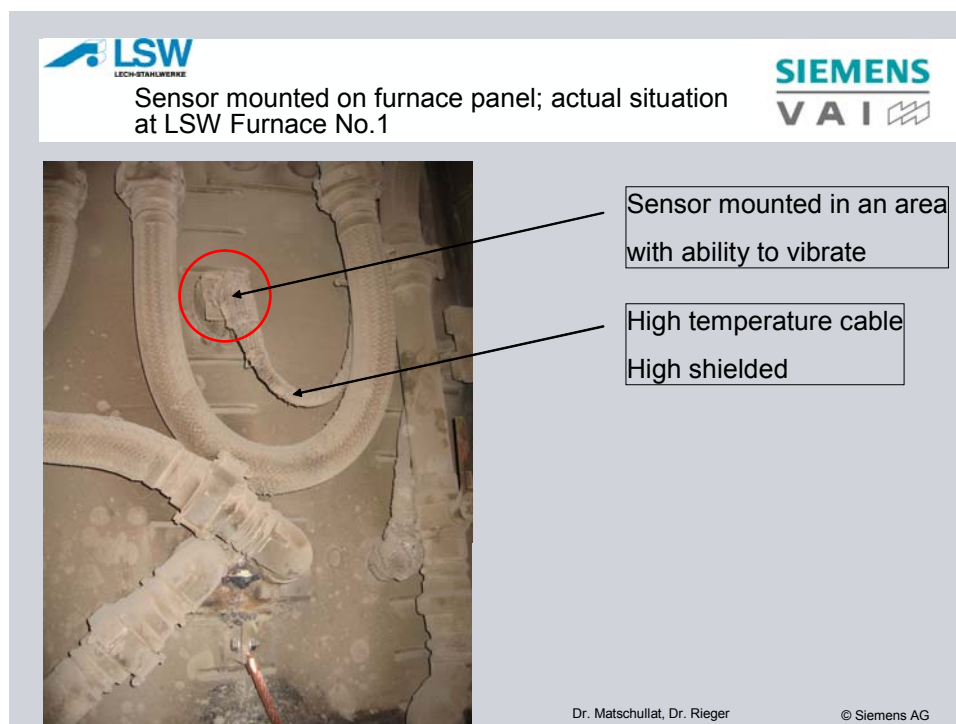 LSW
LECH-STAHLWERKE
SIEMENS
VAI
Sensor mounted on furnace panel; actual situation
at LSW Furnace No.1
Sensor mounted in an area
with ability to vibrate
High temperature cable
High shielded
Dr. Matschullat, Dr. Rieger
© Siemens AG